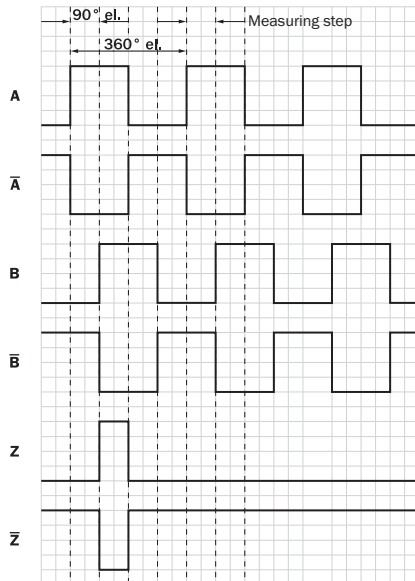 90° el.
Measuring step
360° el.
A
A̅
B
B̅
Z
Z̅